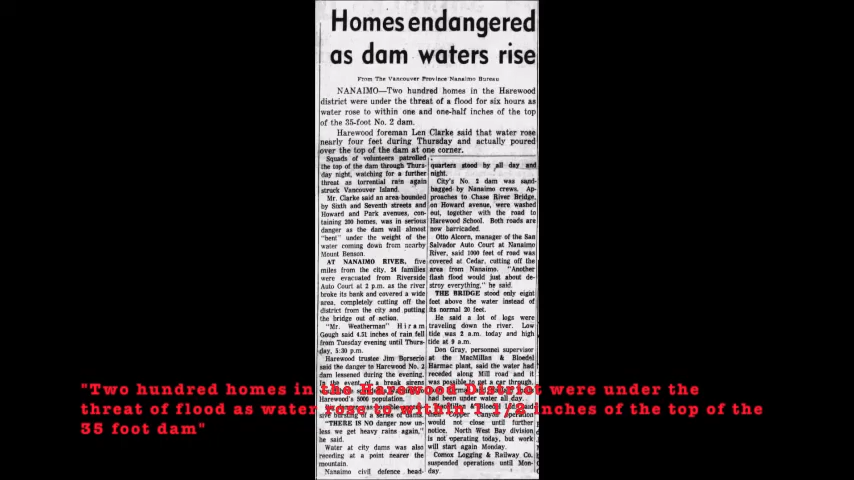 Homes endangered
as dam waters rise
From The Vancouver Province Nanaimo Bureau
NANAIMO—Two hundred homes in the Harewood
district were under the threat of a flood for six hours as
water rose to within one and one-half inches of the top
of the 35-foot No. 2 dam.
Harewood foreman Len Clarke said that water rose
nearly four feet during Thursday and actually poured
over the top of the dam at one corner.
Squads of volunteers patrolled
the top of the dam through Thurs-
day night, watching for a further
threat as torrential rain again
struck Vancouver Island.
Mr. Clarke said an area bounded
by Sixth and Seventh streets and
Howard and Park avenues, con-
taining 200 homes, was in serious
danger as the dam wall almost
"bent" under the weight of the
water coming down from nearby
Mount Benson.
AT NANAIMO RIVER, five
miles from the city, 24 families
were evacuated from Riverside
Auto Court at 2 p.m. as the river
broke its bank and covered a wide
area, completely cutting off the
district from the city and putting
the bridge out of action.
"Mr. Weatherman" Hiram
Gough said 4.51 inches of rain fell
from Tuesday evening until Thurs-
day, 5:30 p.m.
Harewood trustee Jim Borserio
said the danger to Harewood No. 2
dam lessened during the evening.
In the event of a break sirens
Harewood's 5000 population.
"THERE IS NO danger now un-
less we get heavy rains again,"
he said.
Water at city dams was also
receding at a point nearer the
mountain.
Nanaimo civil defence head-
quarters stood by all day and
night.
City's No. 2 dam was sand-
bagged by Nanaimo crews. Ap-
proaches to Chase River Bridge,
on Howard avenue, were washed
out, together with the road to
Harewood School. Both roads are
now barricaded.
Otto Alcorn, manager of the San
Salvador Auto Court at Nanaimo
River, said 1000 feet of road was
covered at Cedar, cutting off the
area from Nanaimo. "Another
flash flood would just about de-
stroy everything," he said.
THE BRIDGE stood only eight
feet above the water instead of
its normal 20 feet.
He said a lot of logs were
traveling down the river. Low
tide was 2 a.m. today and high
tide at 9 a.m.
Don Gray, personnel supervisor
at the MacMillan & Bloedel
Harmac plant, said the water had
receded along Mill road and it
was possible to get a car through.
had been under water all day.
would not close until further
notice. North West Bay division
is not operating today, but work
will start again Monday.
Comox Logging & Railway Co.
suspended operations until Mon-
day.
"Two hundred homes in the Harewood District were under the
threat of flood as water rose to within 1 1/2 inches of the top of the
35 foot dam"